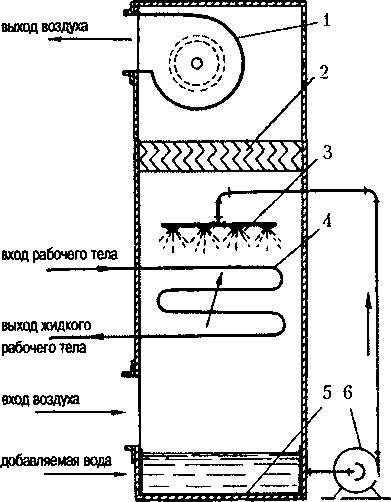 выход воздуха
1
2
3
4
вход рабочего тела
выход жидкого
рабочего тела
вход воздуха
5
6
добавляемая вода